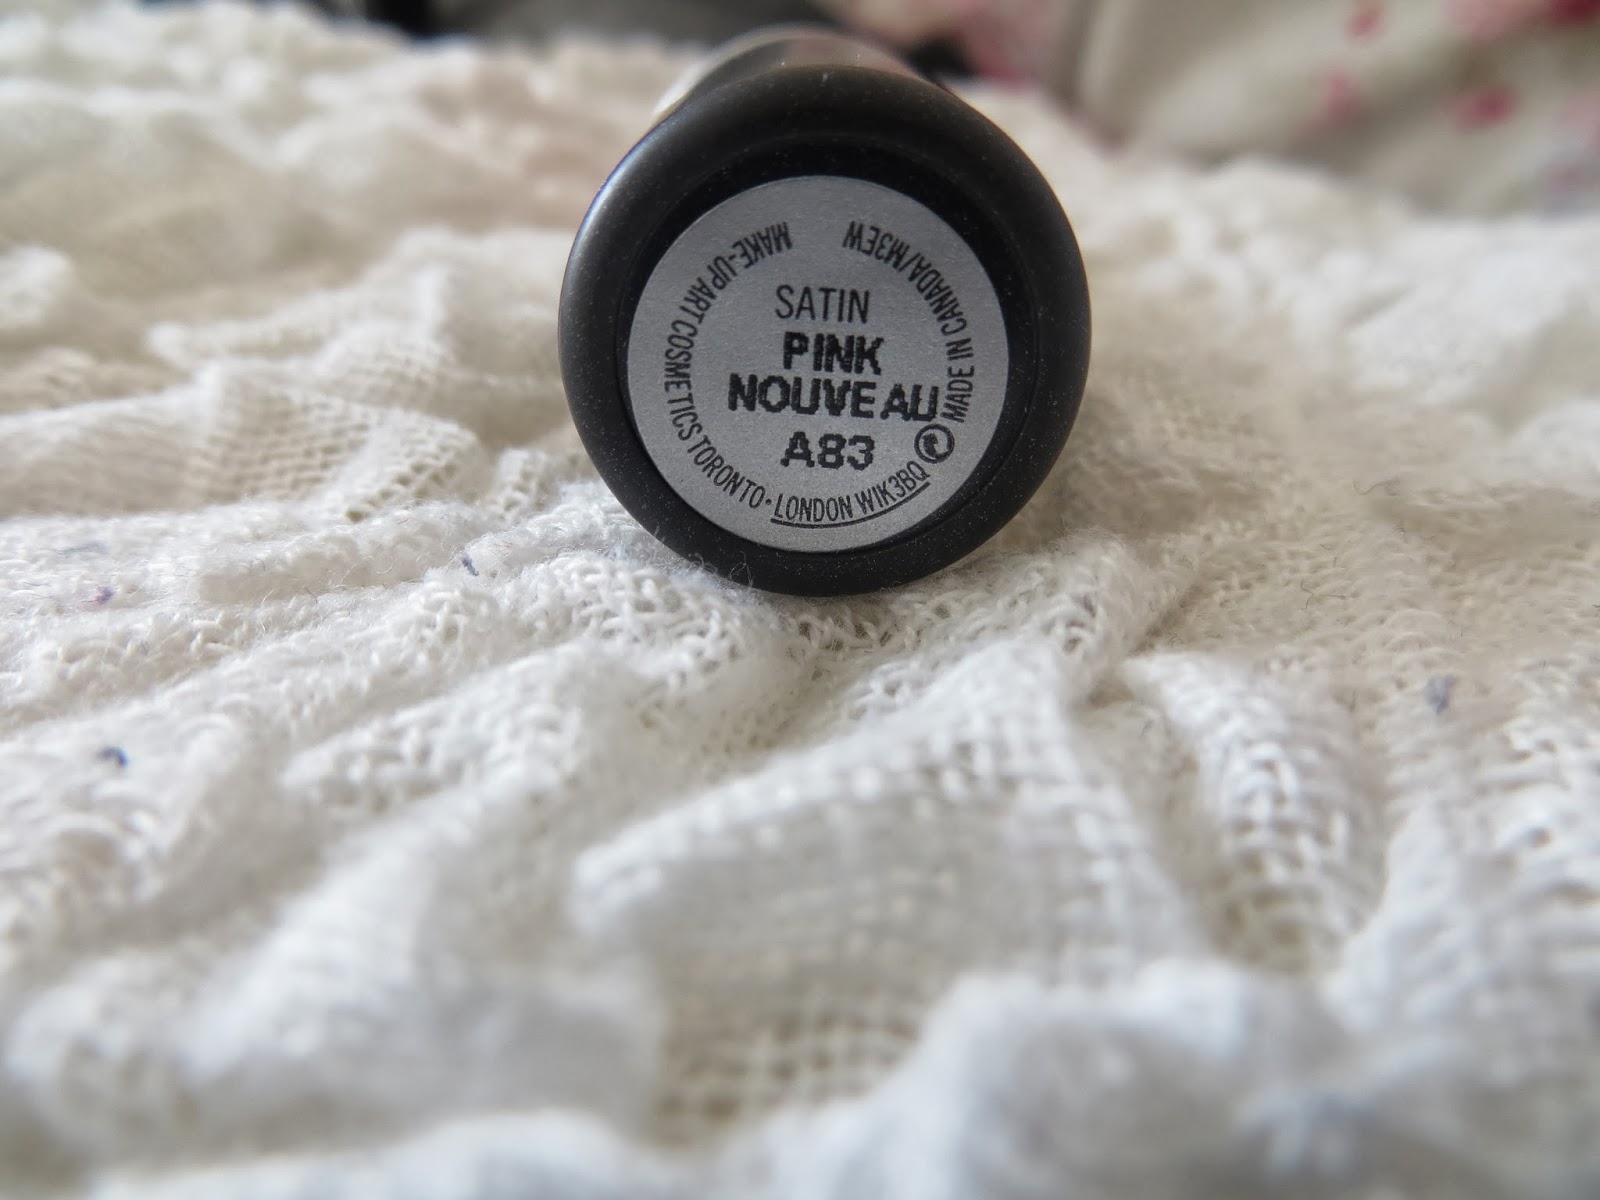 SATIN
PINK
NOUVEAU
A83
MAKE-UP ART COSMETICS TORONTO · LONDON W1K3BQ
MADE IN CANADA/M3EW